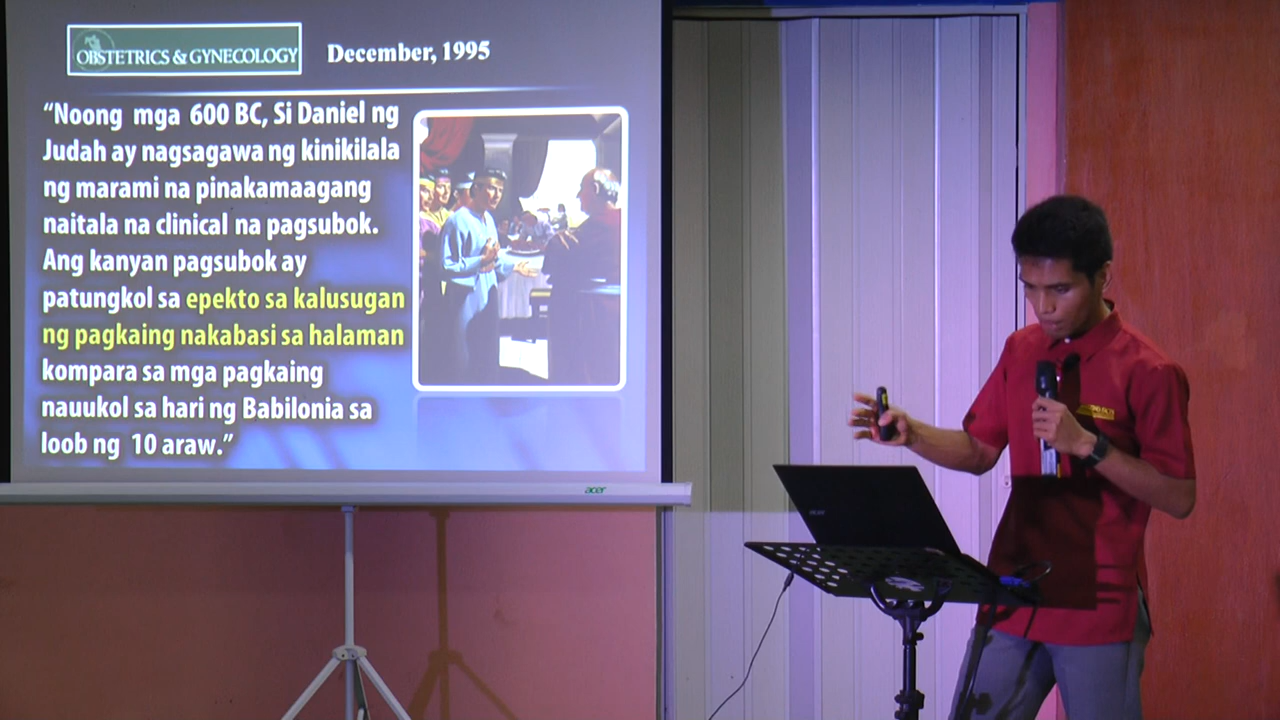 OBSTETRICS & GYNECOLOGY
December, 1995
“Noong mga 600 BC, Si Daniel ng
Judah ay nagsagawa ng kinikilala
ng marami na pinakamaagang
naitala na clinical na pagsubok.
Ang kanyan pagsubok ay
patungkol sa epekto sa kalusugan
ng pagkaing nakabasi sa halaman
kompara sa mga pagkaing
nauukol sa hari ng Babilonia sa
loob ng 10 araw.”
acer
acer